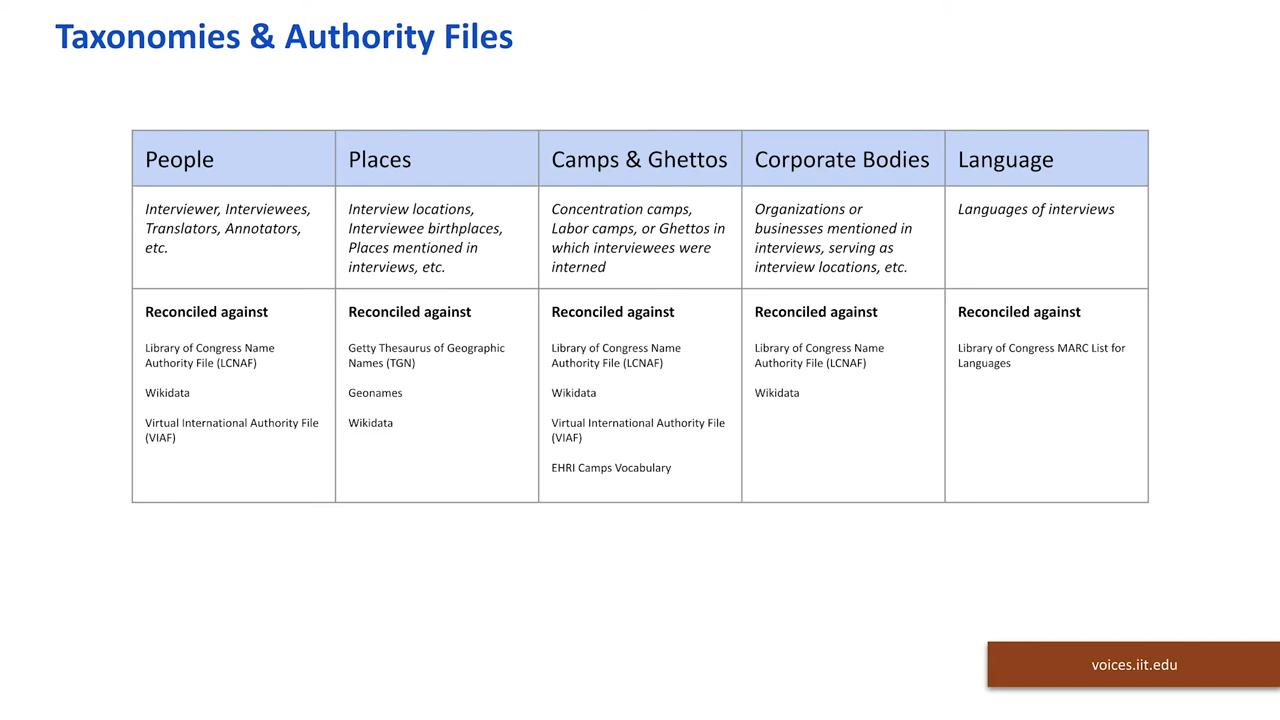 Taxonomies & Authority Files
People
Places
Camps & Ghettos
Corporate Bodies
Language
Interviewer, Interviewees,
Translators, Annotators,
etc.
Interview locations,
Interviewee birthplaces,
Places mentioned in
interviews, etc.
Concentration camps,
Labor camps, or Ghettos in
which interviewees were
interned
Organizations or
businesses mentioned in
interviews, serving as
interview locations, etc.
Languages of interviews
Reconciled against
Library of Congress Name
Authority File (LCNAF)
Wikidata
Virtual International Authority File
(VIAF)
Reconciled against
Getty Thesaurus of Geographic
Names (TGN)
Geonames
Wikidata
Reconciled against
Library of Congress Name
Authority File (LCNAF)
Wikidata
Virtual International Authority File
(VIAF)
EHRI Camps Vocabulary
Reconciled against
Library of Congress Name
Authority File (LCNAF)
Wikidata
Reconciled against
Library of Congress MARC List for
Languages
voices.iit.edu